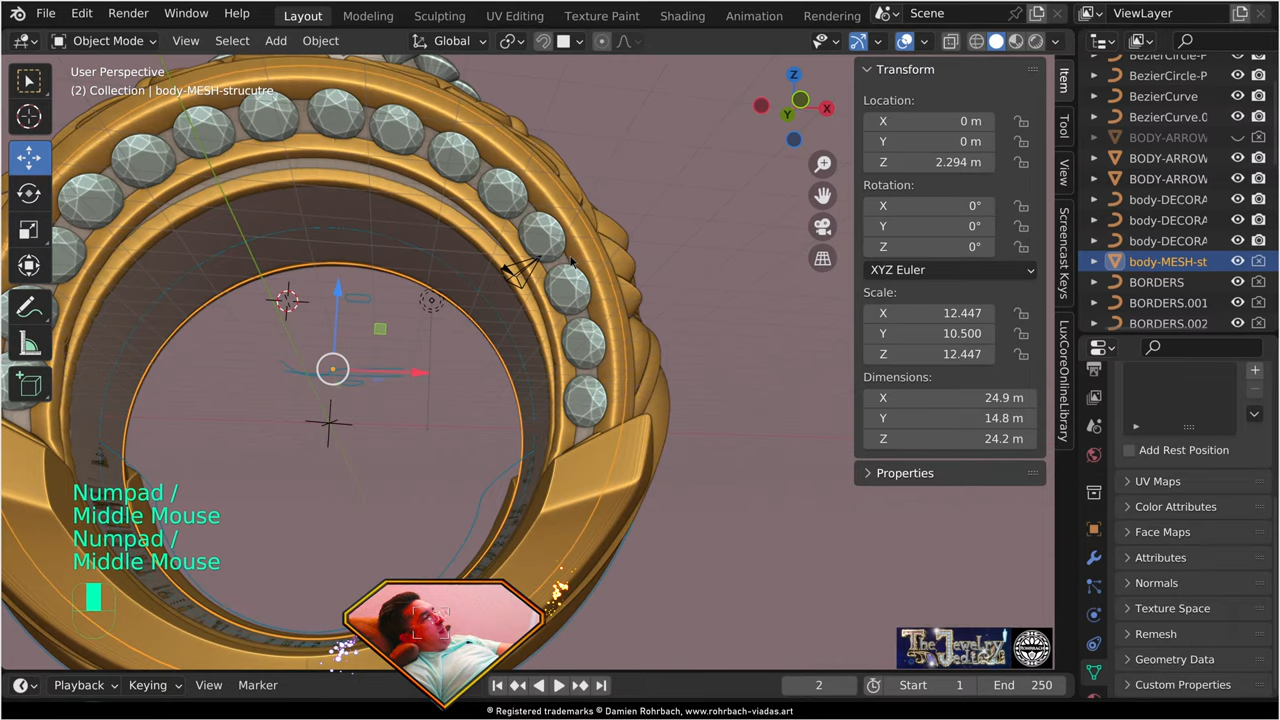 File Edit Render Window Help Layout Modeling Sculpting UV Editing Texture Paint Shading Animation Rendering Scene ViewLayer
Object Mode View Select Add Object Global
User Perspective
(2) Collection | body-MESH-strucutre
Z
X
Y
Transform
Location:
X 0 m
Y 0 m
Z 2.294 m
Rotation:
X 0°
Y 0°
Z 0°
XYZ Euler
Scale:
X 12.447
Y 10.500
Z 12.447
Dimensions:
X 24.9 m
Y 14.8 m
Z 24.2 m
Properties
Item
Tool
View
Screencast Keys
LuxCoreOnlineLibrary
BezierCircle-P
BezierCurve
BezierCurve.0
BODY-ARROW
BODY-ARROW
BODY-ARROW
body-DECORA
body-DECORA
body-DECORA
body-MESH-st
BORDERS
BORDERS.001
BORDERS.002
Add Rest Position
UV Maps
Color Attributes
Face Maps
Attributes
Normals
Texture Space
Remesh
Geometry Data
Custom Properties
Numpad /
Middle Mouse
Numpad /
Middle Mouse
The Jewelry
ROHRBACH
Playback Keying View Marker 2 Start 1 End 250
® Registered trademarks © Damien Rohrbach, www.rohrbach-viadas.art